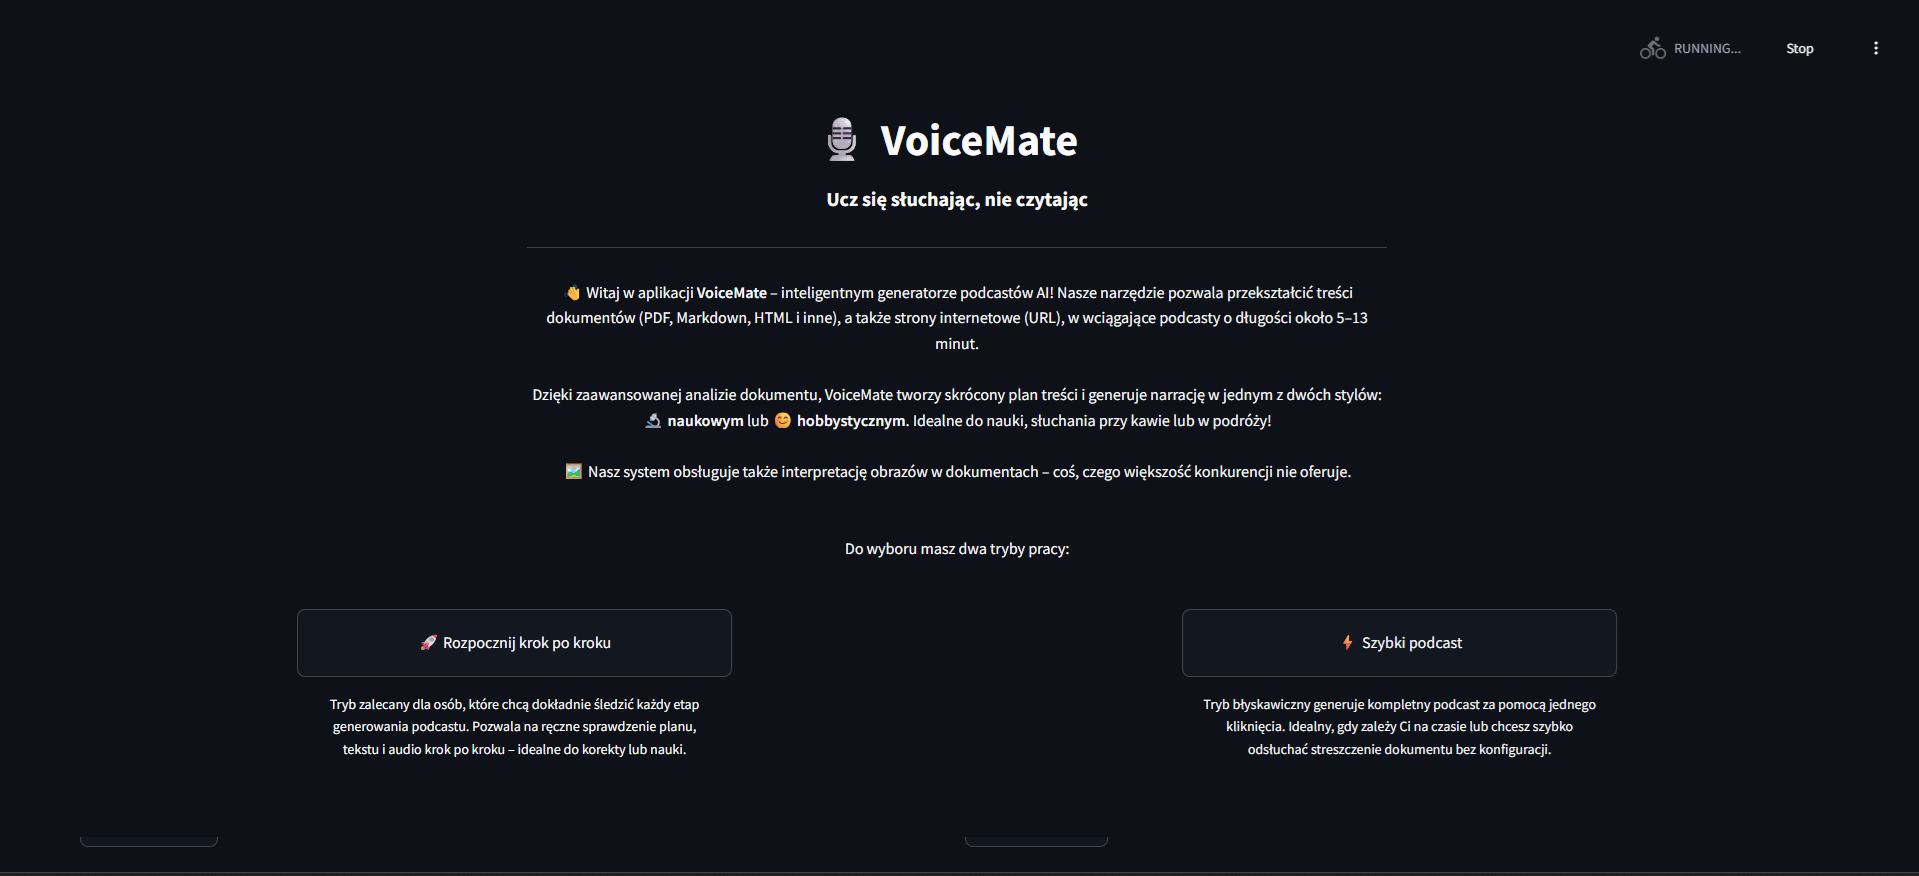 RUNNING...
Stop
VoiceMate
Ucz się słuchając, nie czytając
👋 Witaj w aplikacji VoiceMate – inteligentnym generatorze podcastów AI! Nasze narzędzie pozwala przekształcić treści
dokumentów (PDF, Markdown, HTML i inne), a także strony internetowe (URL), w wciągające podcasty o długości około 5–13
minut.
Dzięki zaawansowanej analizie dokumentu, VoiceMate tworzy skrócony plan treści i generuje narrację w jednym z dwóch stylów:
🔬 naukowym lub 😊 hobbystycznym. Idealne do nauki, słuchania przy kawie lub w podróży!
🖼️ Nasz system obsługuje także interpretację obrazów w dokumentach – coś, czego większość konkurencji nie oferuje.
Do wyboru masz dwa tryby pracy:
🚀 Rozpocznij krok po kroku
Tryb zalecany dla osób, które chcą dokładnie śledzić każdy etap
generowania podcastu. Pozwala na ręczne sprawdzenie planu,
tekstu i audio krok po kroku – idealne do korekty lub nauki.
⚡ Szybki podcast
Tryb błyskawiczny generuje kompletny podcast za pomocą jednego
kliknięcia. Idealny, gdy zależy Ci na czasie lub chcesz szybko
odsłuchać streszczenie dokumentu bez konfiguracji.